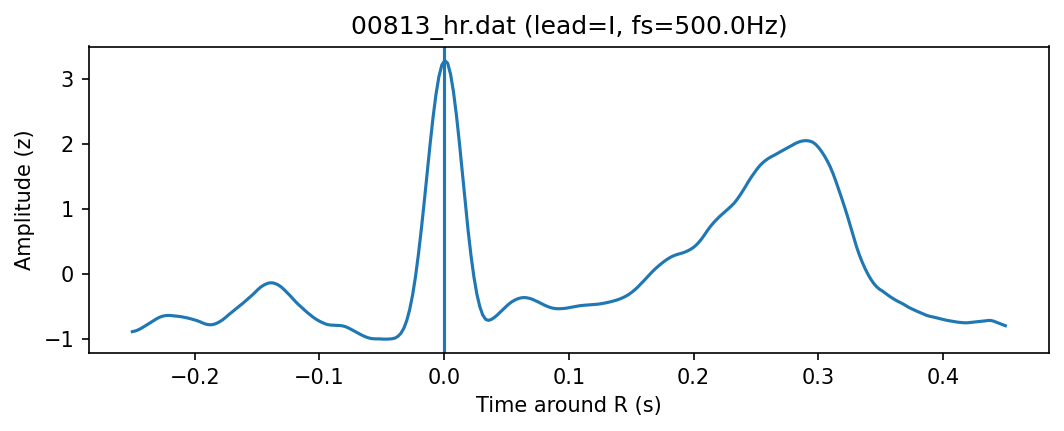 00813_hr.dat (lead=I, fs=500.0Hz)
3
2
1
0
−1
Amplitude (z)
−0.2 −0.1 0.0 0.1 0.2 0.3 0.4
Time around R (s)